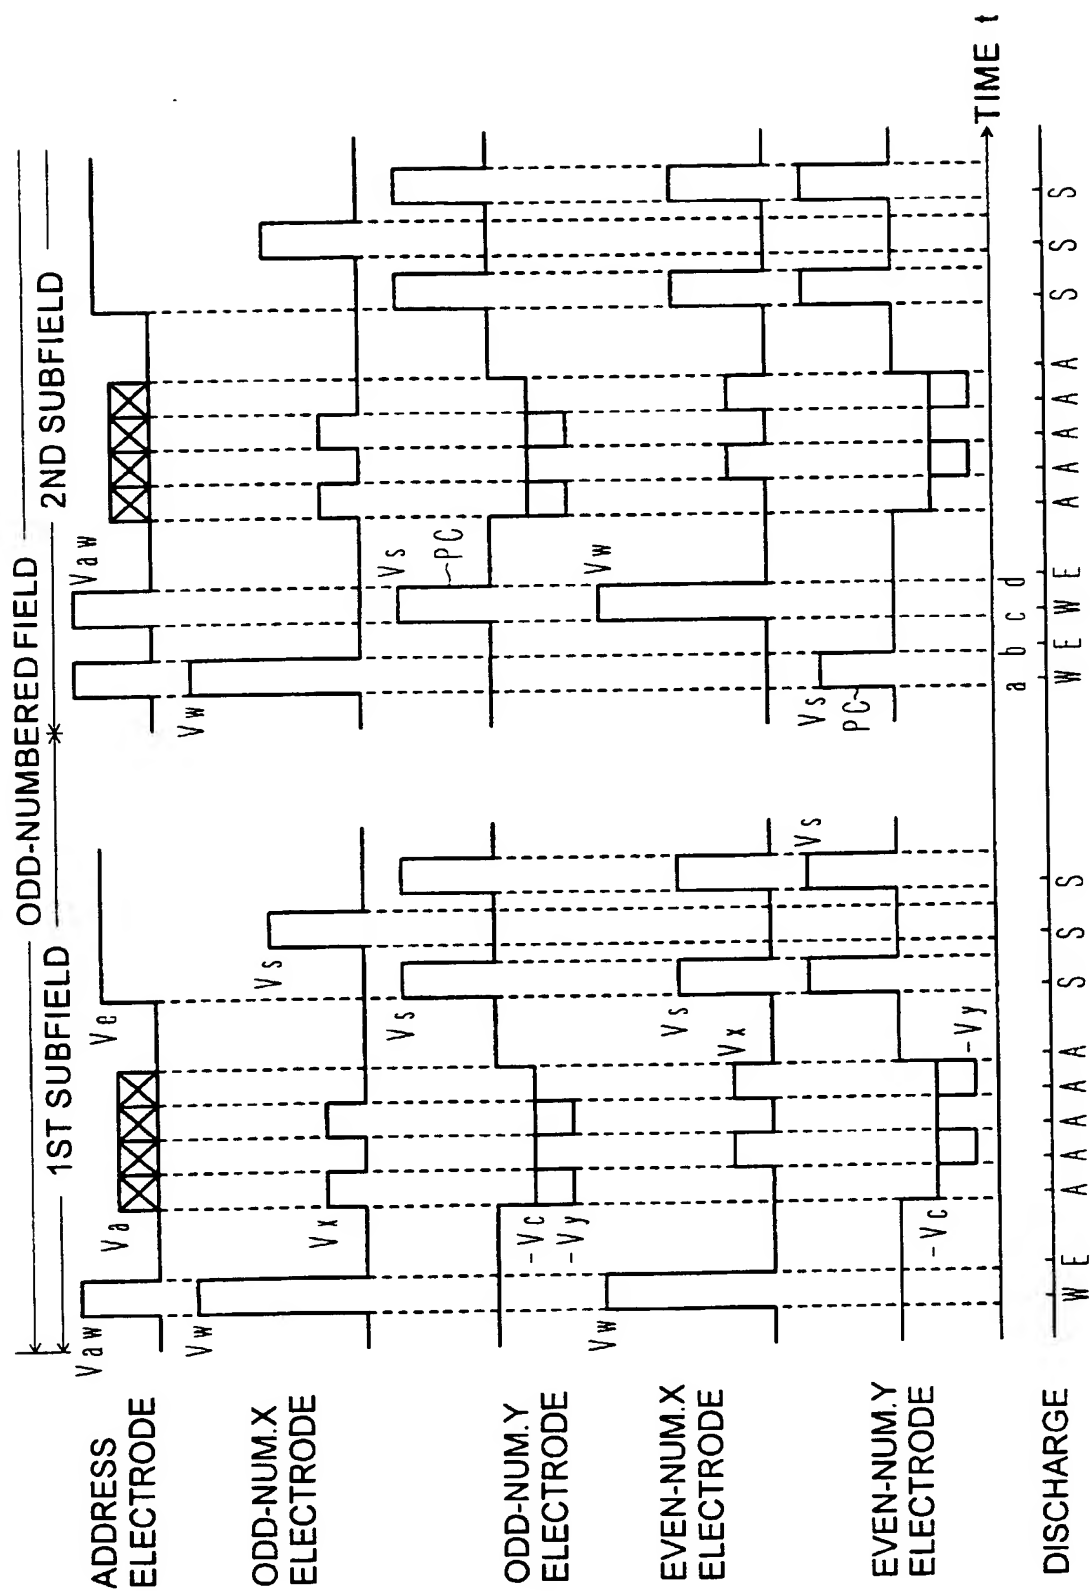 ODD-NUMBERED FIELD
1ST SUBFIELD
2ND SUBFIELD
ADDRESS
ELECTRODE
Vaw
Va
Ve
Vaw
ODD-NUM.X
ELECTRODE
Vw
Vx
Vs
Vw
ODD-NUM.Y
ELECTRODE
-Vc
-Vy
Vs
Vs
PC
EVEN-NUM.X
ELECTRODE
Vw
Vs
Vx
Vw
EVEN-NUM.Y
ELECTRODE
-Vc
-Vy
Vs
Vs
PC
TIME t
a b c d
DISCHARGE
W E A A A A A S S S W E W E A A A A A S S S